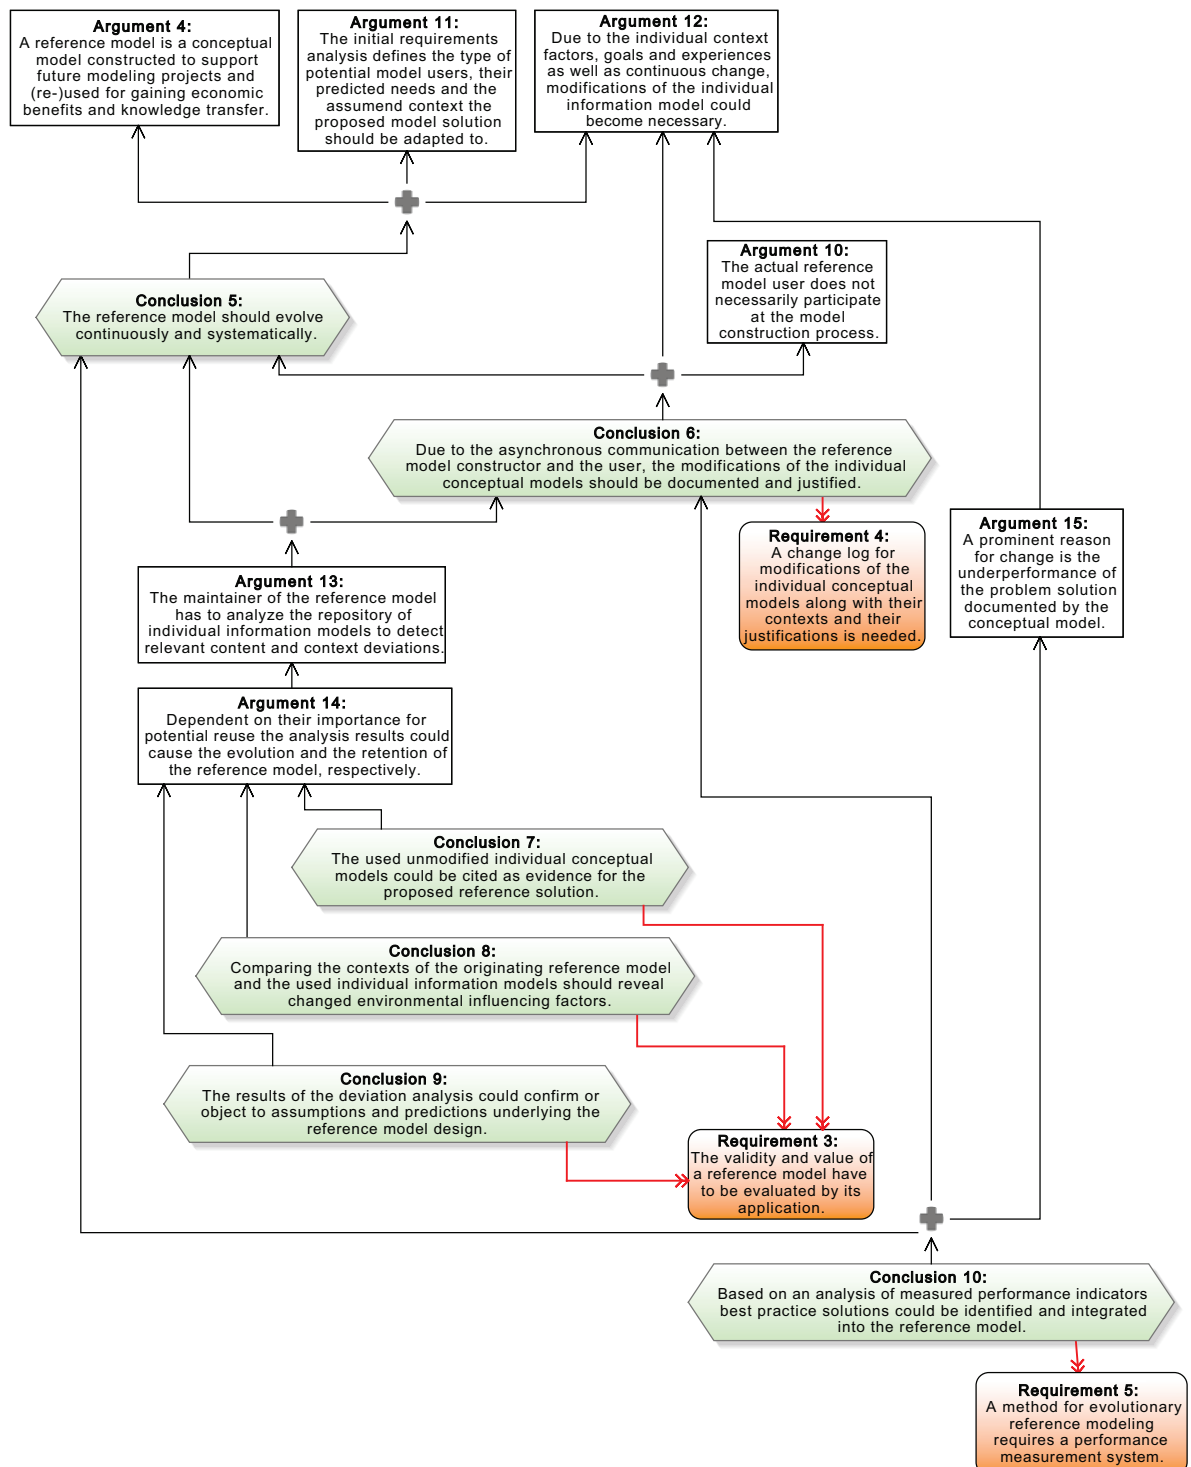 Argument 4:
A reference model is a conceptual
model constructed to support
future modeling projects and
(re-)used for gaining economic
benefits and knowledge transfer.
Argument 11:
The initial requirements
analysis defines the type of
potential model users, their
predicted needs and the
assumend context the
proposed model solution
should be adapted to.
Argument 12:
Due to the individual context
factors, goals and experiences
as well as continuous change,
modifications of the individual
information model could
become necessary.
Argument 10:
The actual reference
model user does not
necessarily participate
at the model
construction process.
Conclusion 5:
The reference model should evolve
continuously and systematically.
Conclusion 6:
Due to the asynchronous communication between the reference
model constructor and the user, the modifications of the individual
conceptual models should be documented and justified.
Requirement 4:
A change log for
modifications of the
individual conceptual
models along with their
contexts and their
justifications is needed.
Argument 15:
A prominent reason
for change is the
underperformance of
the problem solution
documented by the
conceptual model.
Argument 13:
The maintainer of the reference model
has to analyze the repository of
individual information models to detect
relevant content and context deviations.
Argument 14:
Dependent on their importance for
potential reuse the analysis results could
cause the evolution and the retention of
the reference model, respectively.
Conclusion 7:
The used unmodified individual conceptual
models could be cited as evidence for the
proposed reference solution.
Conclusion 8:
Comparing the contexts of the originating reference model
and the used individual information models should reveal
changed environmental influencing factors.
Conclusion 9:
The results of the deviation analysis could confirm or
object to assumptions and predictions underlying the
reference model design.
Requirement 3:
The validity and value of
a reference model have
to be evaluated by its
application.
Conclusion 10:
Based on an analysis of measured performance indicators
best practice solutions could be identified and integrated
into the reference model.
Requirement 5:
A method for evolutionary
reference modeling
requires a performance
measurement system.